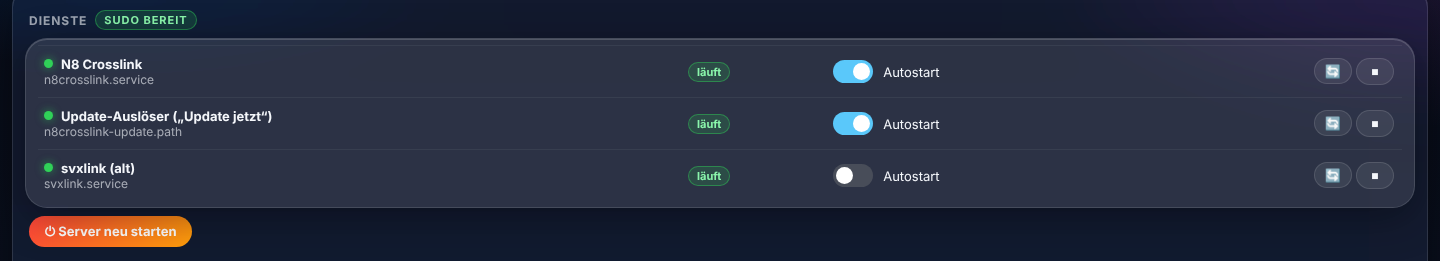 DIENSTE SUDO BEREIT
N8 Crosslink
n8crosslink.service
läuft
Autostart
Update-Auslöser („Update jetzt“)
n8crosslink-update.path
läuft
Autostart
svxlink (alt)
svxlink.service
läuft
Autostart
Server neu starten